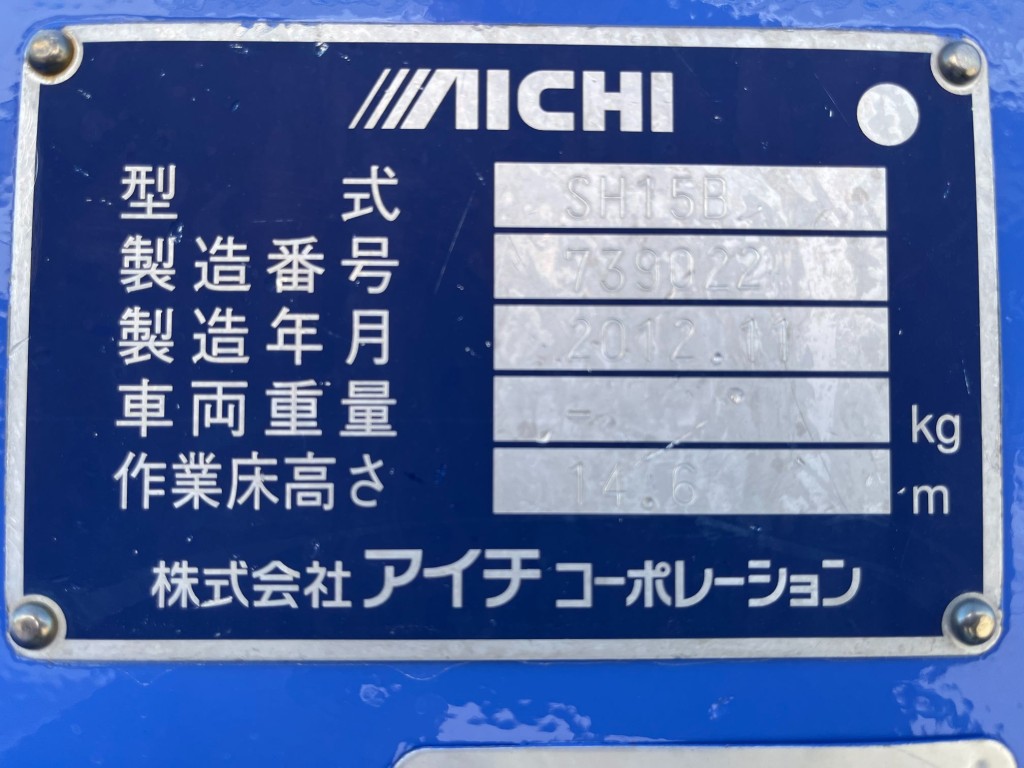 AICHI
型式 SH15B
製造番号 739022
製造年月 2012.11
車両重量 - kg
作業床高さ 14.6 m
株式会社アイチコーポレーション